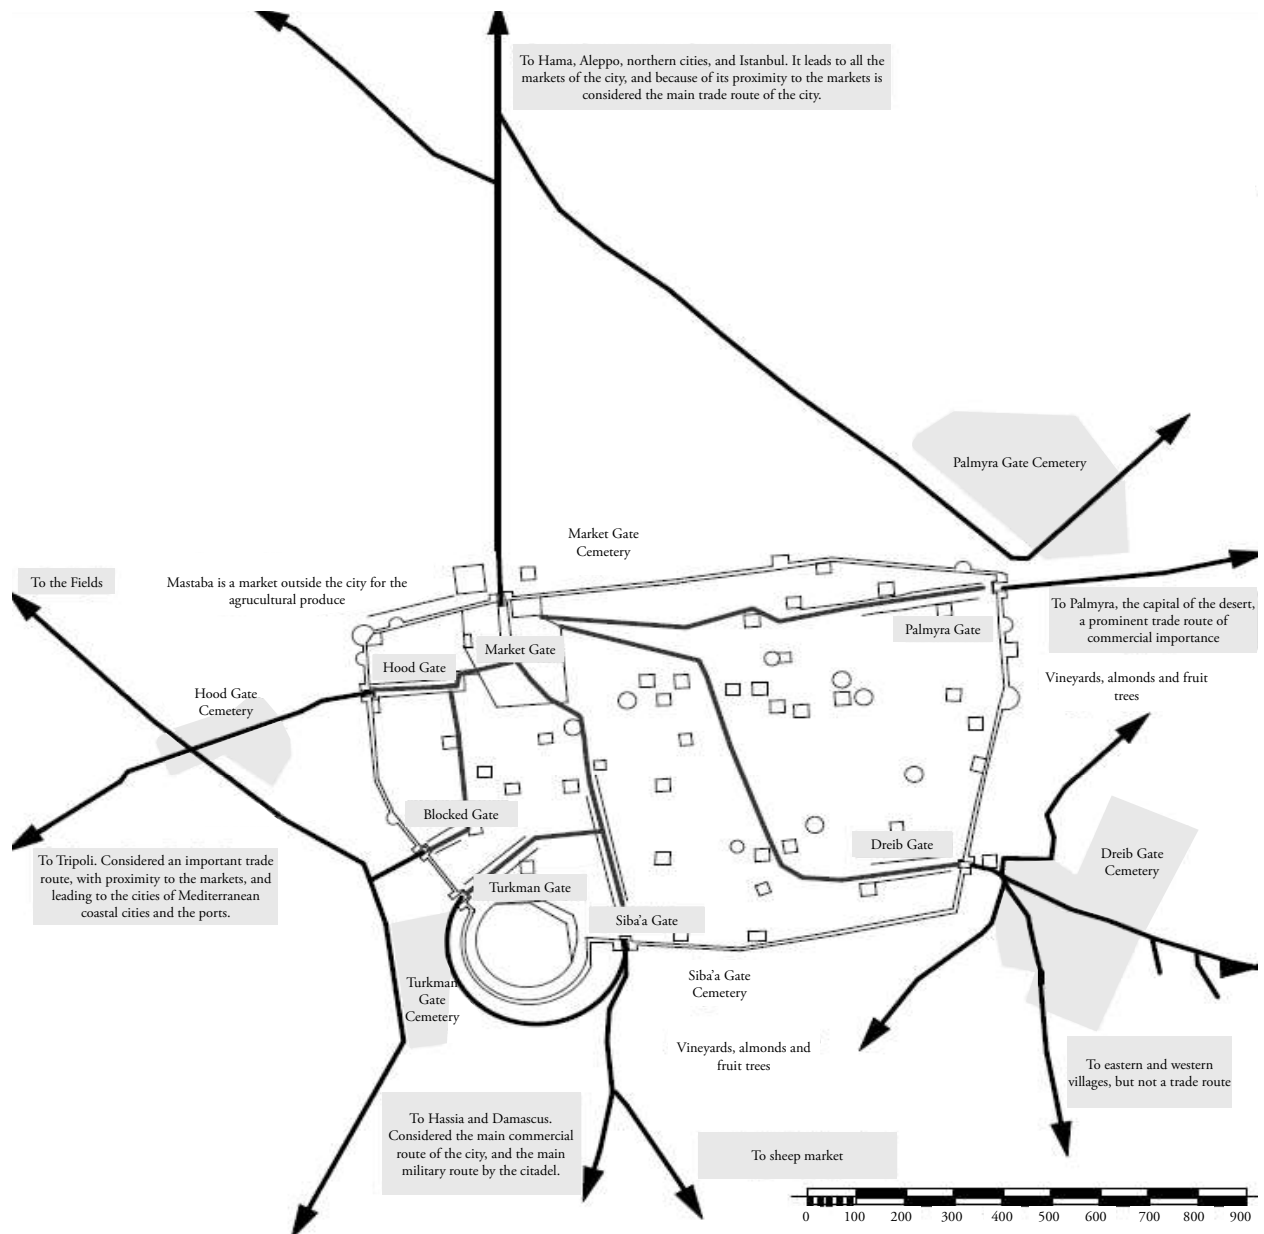 To Hama, Aleppo, northern cities, and Istanbul. It leads to all the
markets of the city, and because of its proximity to the markets is
considered the main trade route of the city.
Palmyra Gate Cemetery
Market Gate
Cemetery
To the Fields
Mastaba is a market outside the city for the
agrucultural produce
To Palmyra, the capital of the desert,
a prominent trade route of
commercial importance
Palmyra Gate
Market Gate
Hood Gate
Hood Gate
Cemetery
Vineyards, almonds and fruit
trees
Blocked Gate
Dreib Gate
Dreib Gate
Cemetery
To Tripoli. Considered an important trade
route, with proximity to the markets, and
leading to the cities of Mediterranean
coastal cities and the ports.
Turkman Gate
Siba'a Gate
Turkman
Gate
Cemetery
Siba'a Gate
Cemetery
Vineyards, almonds and
fruit trees
To eastern and western
villages, but not a trade route
To Hassia and Damascus.
Considered the main commercial
route of the city, and the main
military route by the citadel.
To sheep market
0 100 200 300 400 500 600 700 800 900